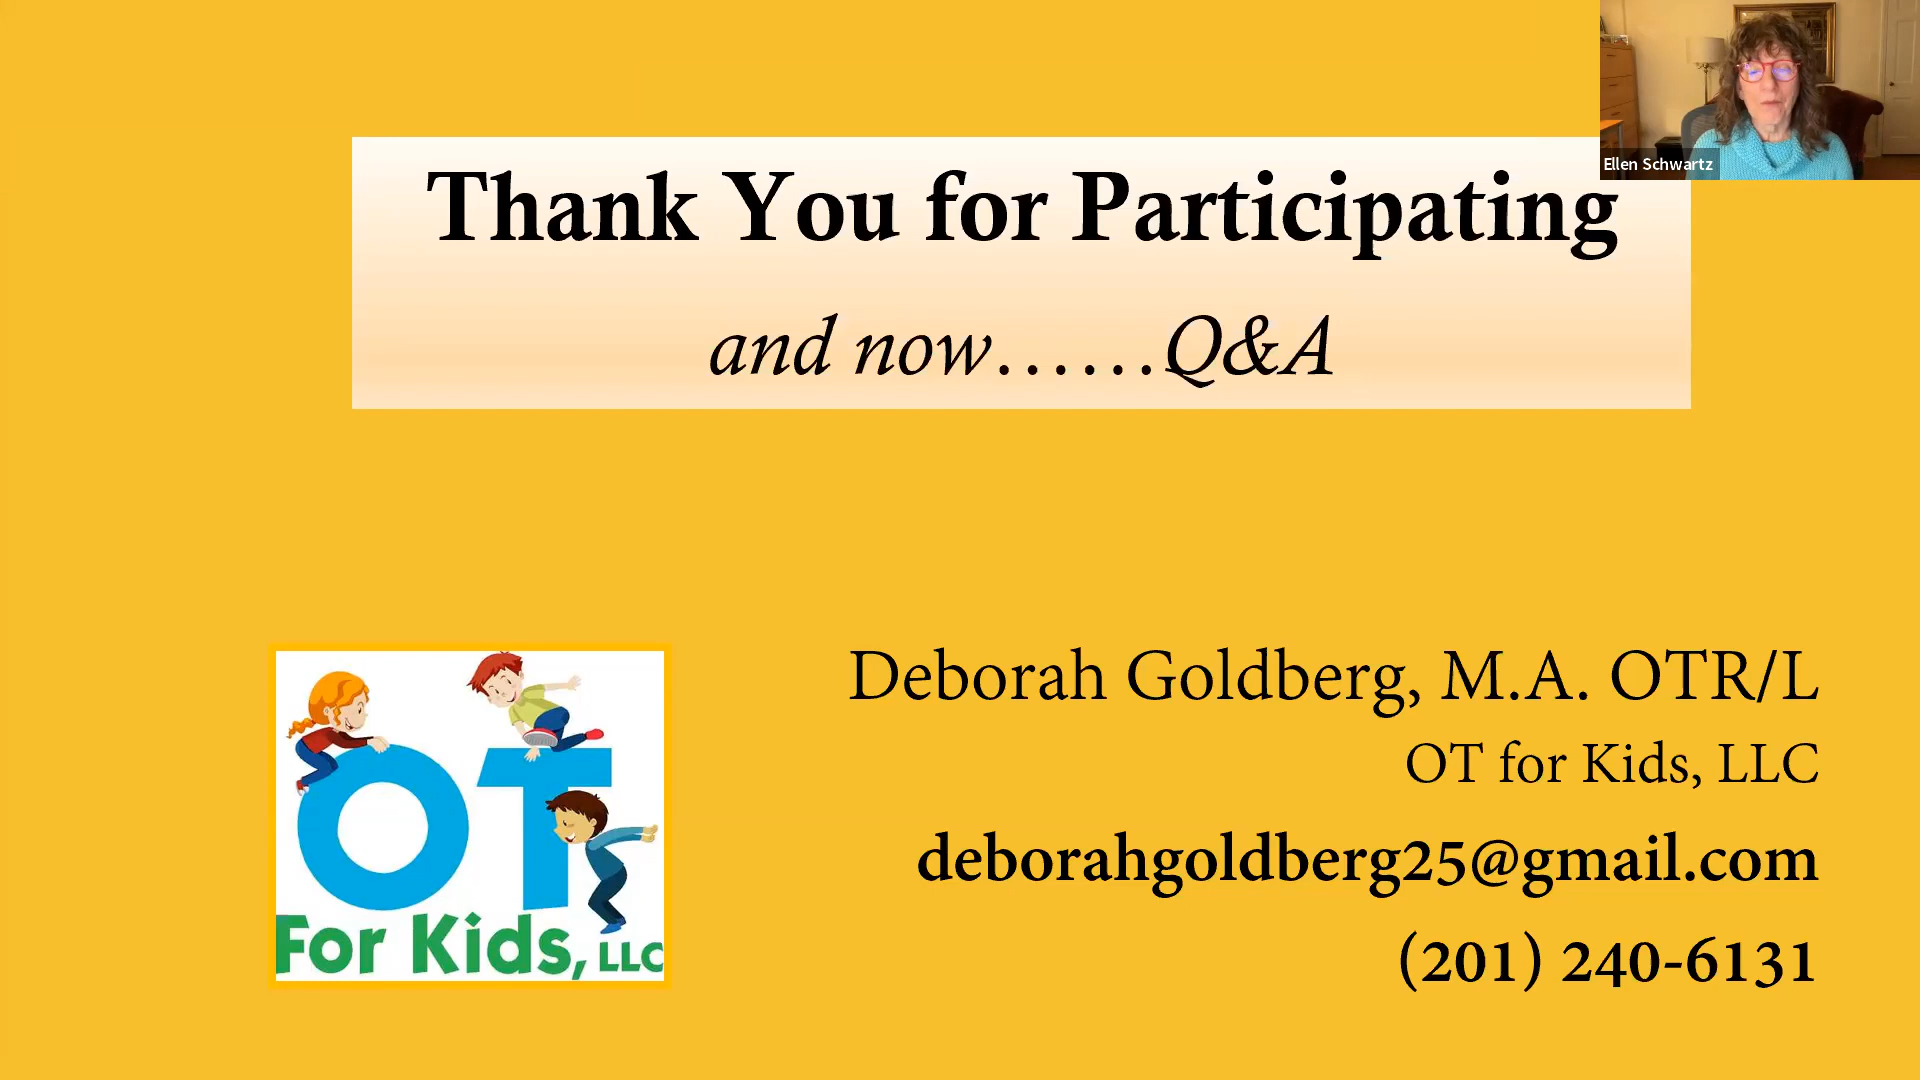 Ellen Schwartz
Thank You for Participating
and now......Q&A
OT
For Kids, LLC
Deborah Goldberg, M.A. OTR/L
OT for Kids, LLC
deborahgoldberg25@gmail.com
(201) 240-6131